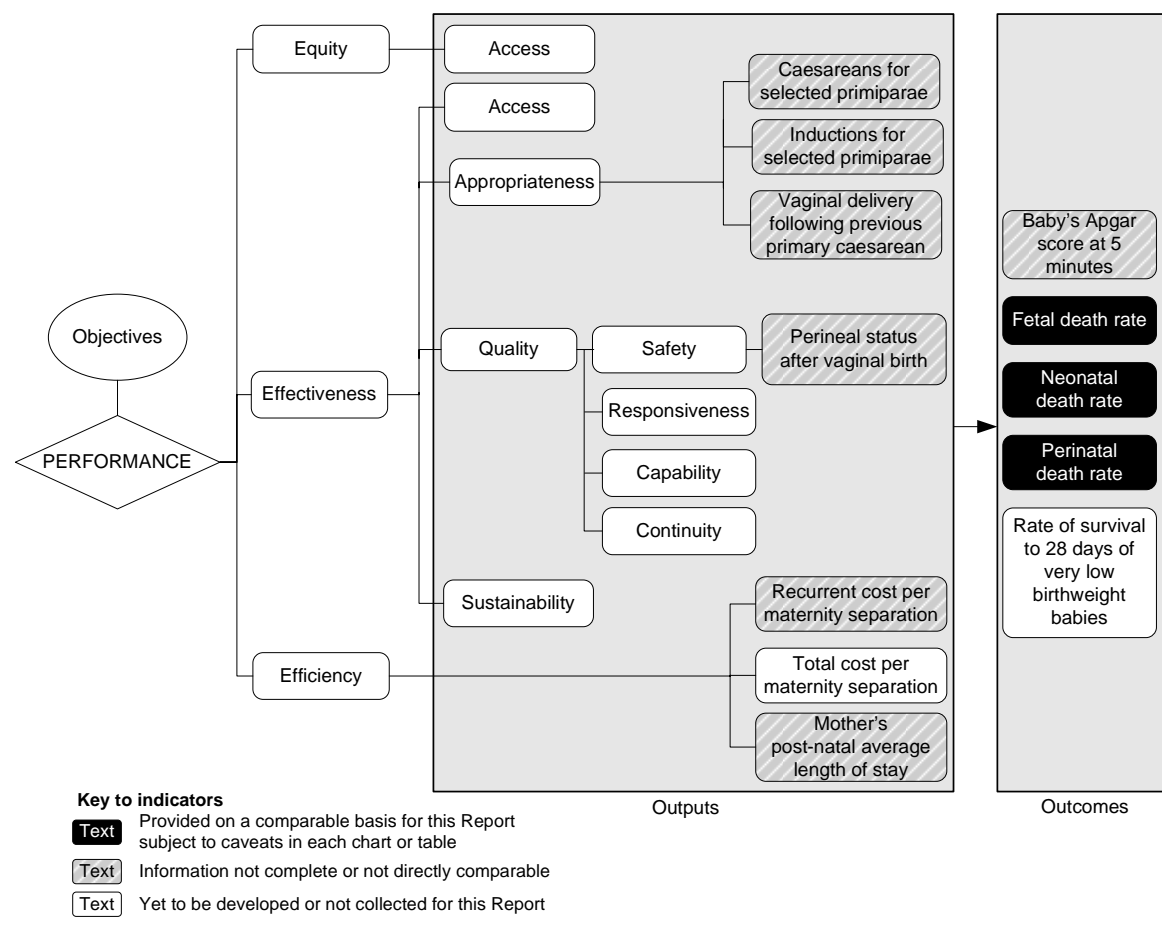 Equity
Access
Access
Appropriateness
Caesareans for
selected primiparae
Inductions for
selected primiparae
Vaginal delivery
following previous
primary caesarean
Objectives
PERFORMANCE
Effectiveness
Quality
Safety
Perineal status
after vaginal birth
Responsiveness
Capability
Continuity
Sustainability
Efficiency
Recurrent cost per
maternity separation
Total cost per
maternity separation
Mother's
post-natal average
length of stay
Outputs
Baby's Apgar
score at 5
minutes
Fetal death rate
Neonatal
death rate
Perinatal
death rate
Rate of survival
to 28 days of
very low
birthweight
babies
Outcomes
Key to indicators
Text Provided on a comparable basis for this Report
subject to caveats in each chart or table
Text Information not complete or not directly comparable
Text Yet to be developed or not collected for this Report